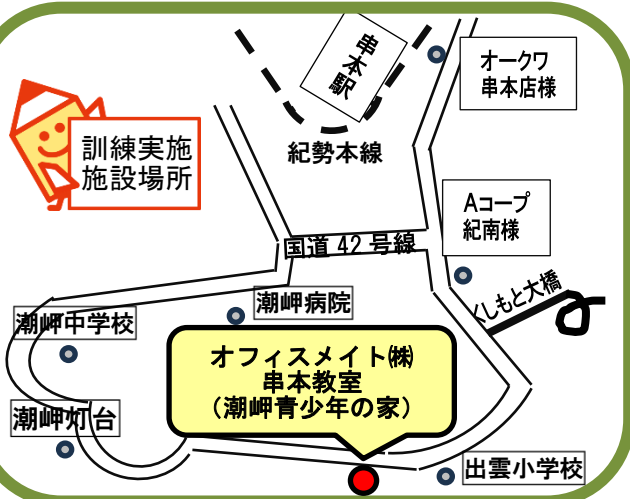 串本駅
オークワ
串本店様
紀勢本線
訓練実施
施設場所
Aコープ
紀南様
国道 42 号線
くしもと大橋
潮岬病院
潮岬中学校
オフィスメイト㈱
串本教室
（潮岬青少年の家）
潮岬灯台
出雲小学校